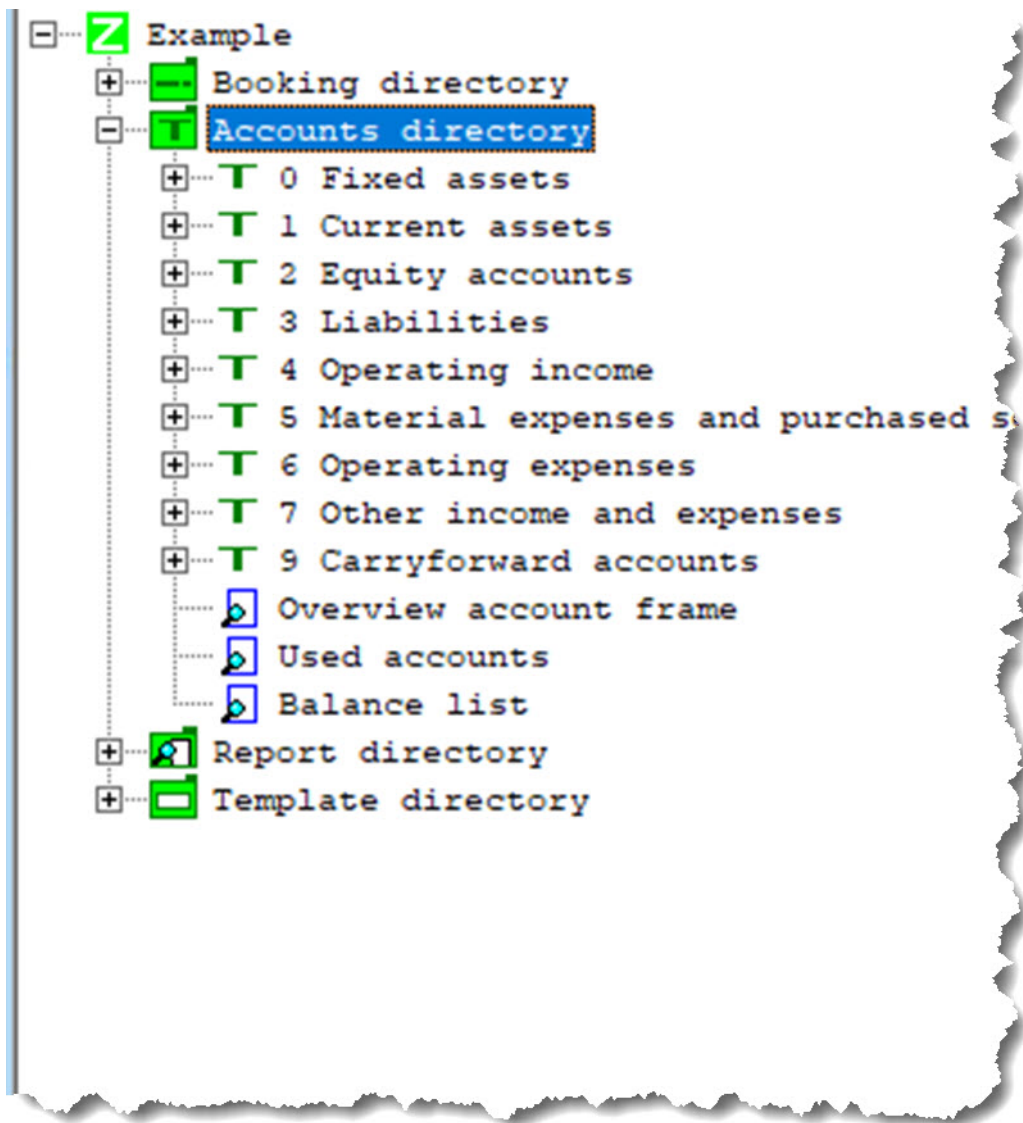 Z Example
Booking directory
Accounts directory
0 Fixed assets
1 Current assets
2 Equity accounts
3 Liabilities
4 Operating income
5 Material expenses and purchased
6 Operating expenses
7 Other income and expenses
9 Carryforward accounts
Overview account frame
Used accounts
Balance list
Report directory
Template directory